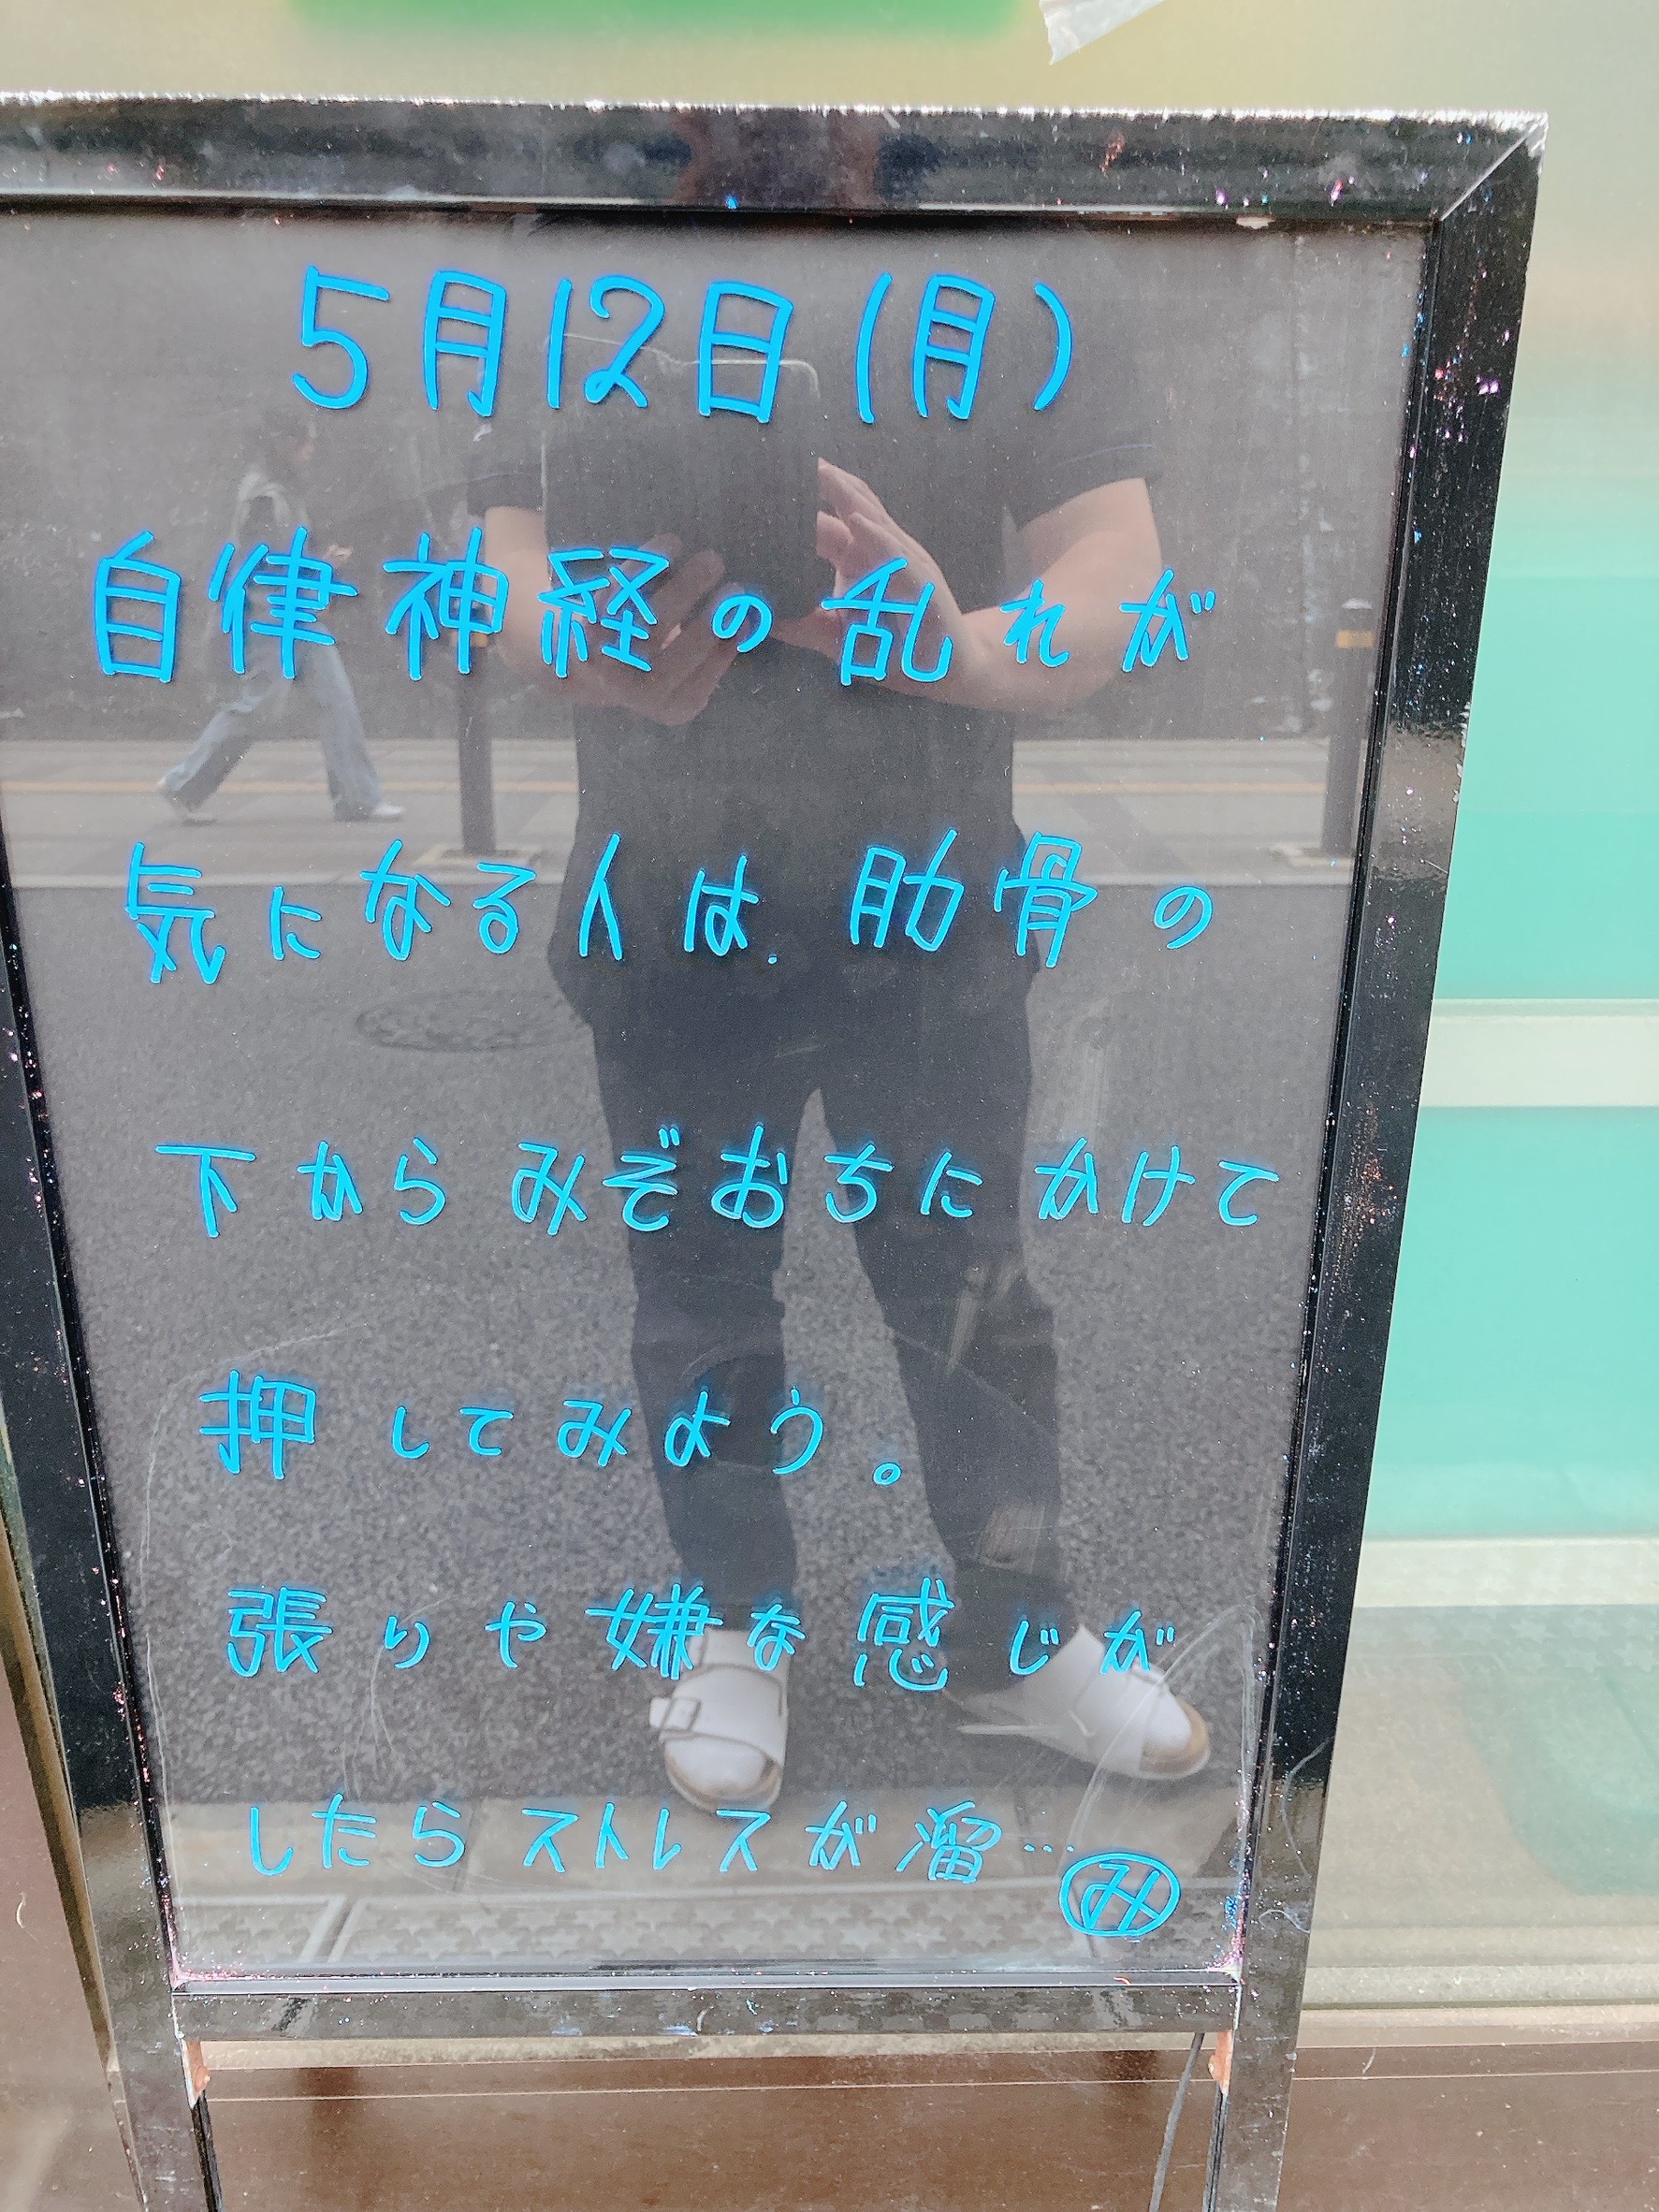 5月12日(月)
自律神経の乱れが
気になる人は、肋骨の
下からみぞおちにかけて
押してみよう。
張りや嫌な感じが
したらストレスが溜…
み